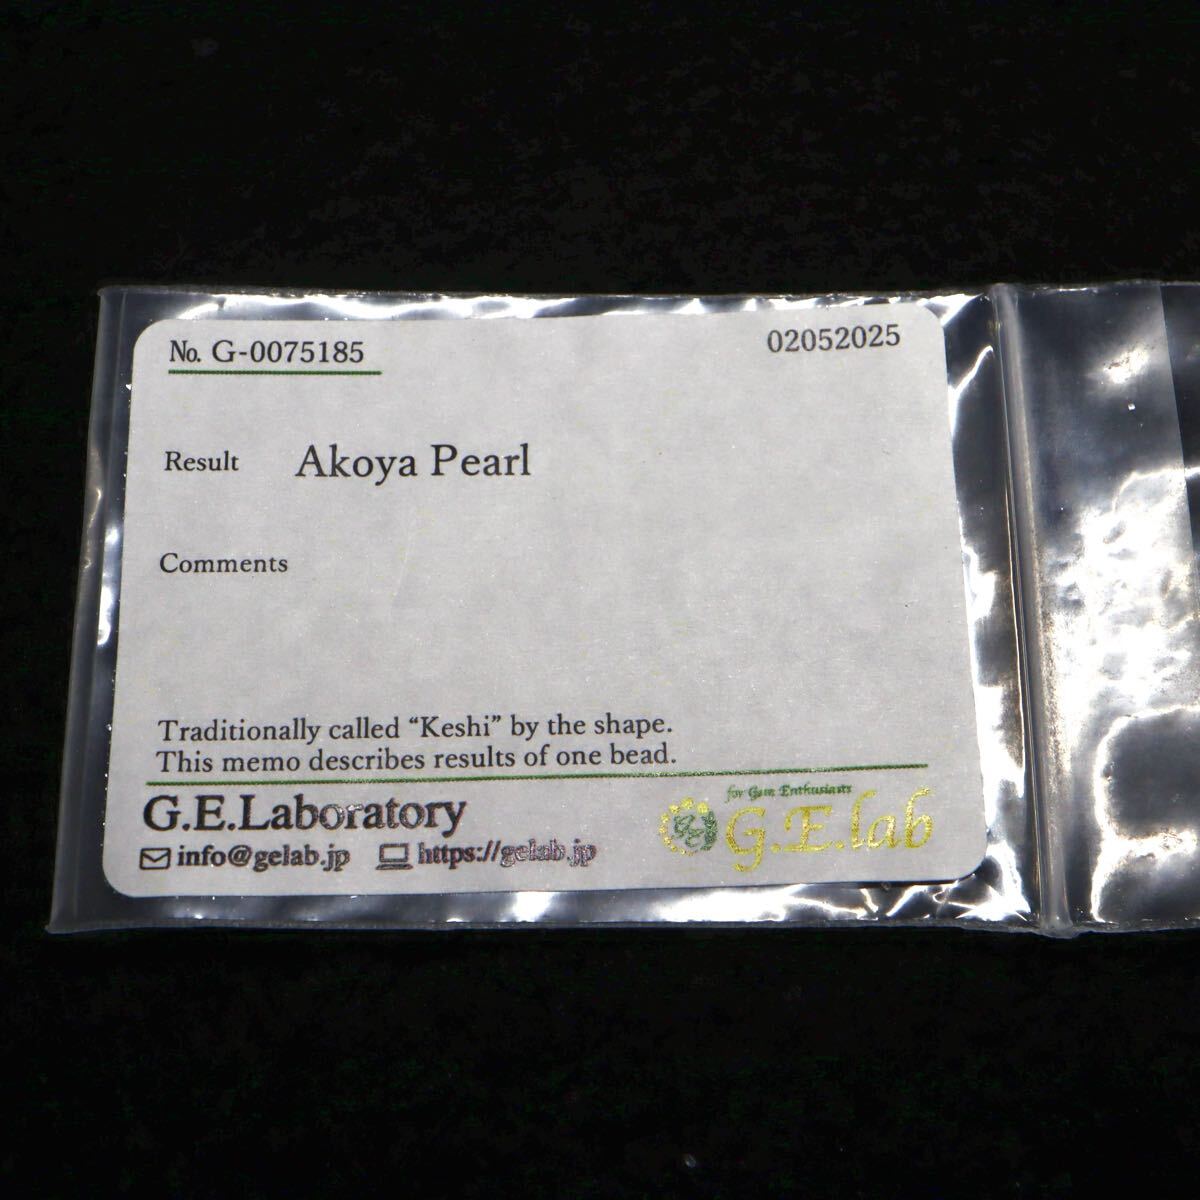 No. G-0075185
02052025
Result Akoya Pearl
Comments
Traditionally called “Keshi” by the shape.
This memo describes results of one bead.
G.E.Laboratory
info@gelab.jp https://gelab.jp
for Gem Enthusiasts
G.E.lab